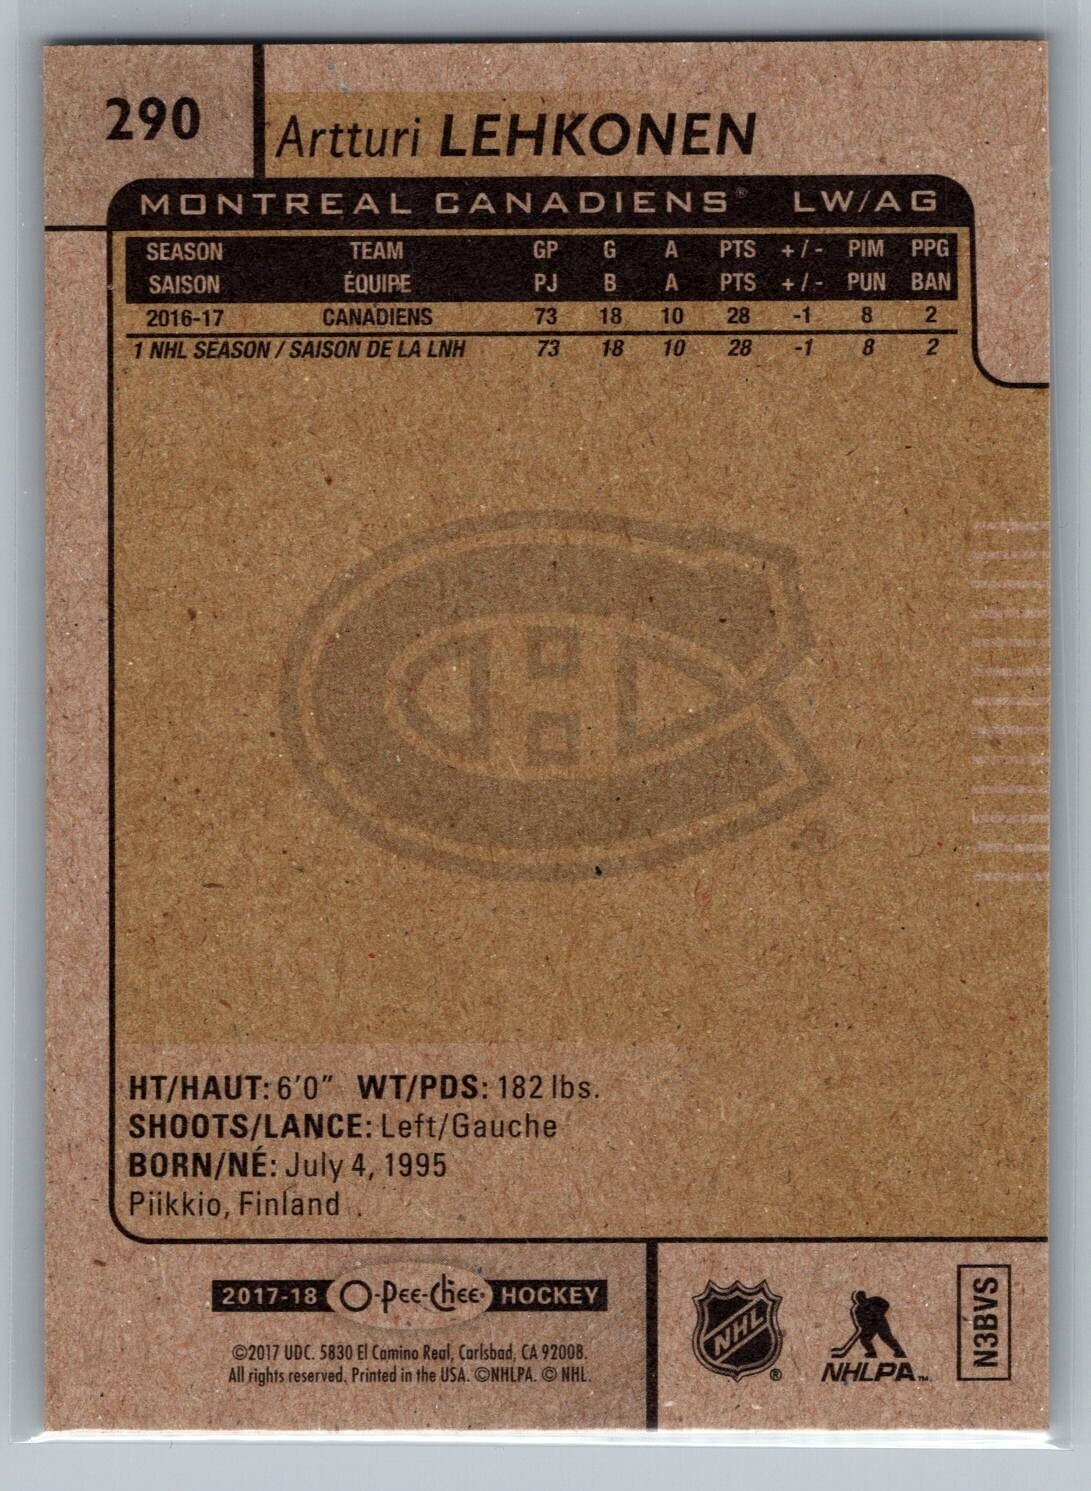 290
Artturi LEHKONEN
MONTREAL CANADIENS® LW/AG
SEASON TEAM GP G A PTS +/- PIM PPG
SAISON ÉQUIPE PJ B A PTS +/- PUN BAN
2016-17 CANADIENS 73 18 10 28 -1 8 2
1 NHL SEASON / SAISON DE LA LNH 73 18 10 28 -1 8 2
HT/HAUT: 6'0" WT/PDS: 182 lbs.
SHOOTS/LANCE: Left/Gauche
BORN/NÉ: July 4, 1995
Piikkio, Finland
2017-18 O-Pee-Chee HOCKEY
©2017 UDC. 5830 El Camino Real, Carlsbad, CA 92008.
All rights reserved. Printed in the USA. ©NHLPA. © NHL.
NHL®
NHLPA™
N3BVS